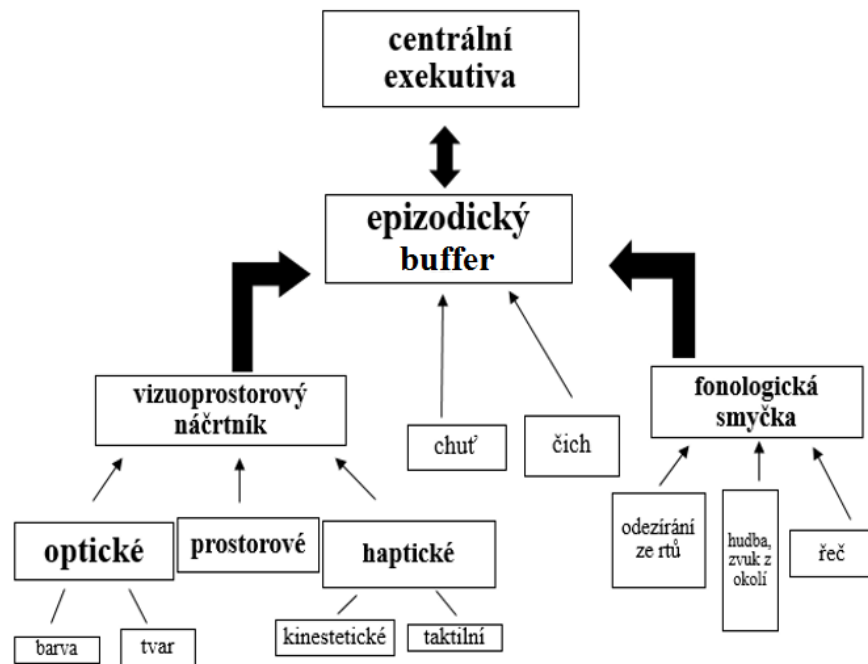 centrální
exekutiva
epizodický
buffer
vizuoprostorový
náčrtník
fonologická
smyčka
chuť
čich
optické
prostorové
haptické
odezírání
ze rtů
hudba,
zvuk z
okolí
řeč
barva
tvar
kinestetické
taktilní